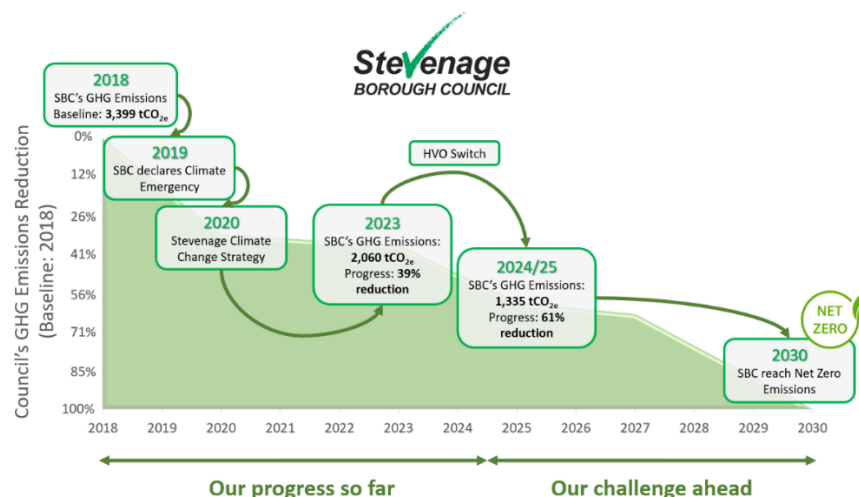 Stevenage
BOROUGH COUNCIL
2018
SBC's GHG Emissions
Baseline: 3,399 tCO2e
2019
SBC declares Climate
Emergency
2020
Stevenage Climate
Change Strategy
HVO Switch
2023
SBC's GHG Emissions:
2,060 tCO2e
Progress: 39%
reduction
2024/25
SBC's GHG Emissions:
1,335 tCO2e
Progress: 61%
reduction
NET
ZERO
2030
SBC reach Net Zero
Emissions
Council's GHG Emissions Reduction
(Baseline: 2018)
0%
12%
26%
41%
56%
71%
85%
100%
2018 2019 2020 2021 2022 2023 2024 2025 2026 2027 2028 2029 2030
Our progress so far
Our challenge ahead